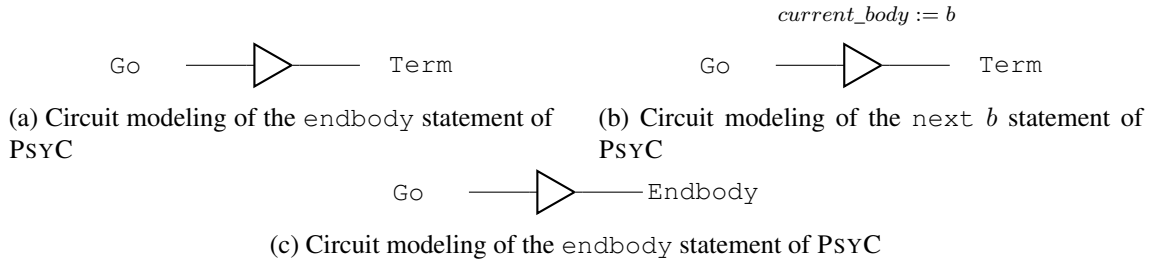 current_body := b
Go Term Go Term
(a) Circuit modeling of the endbody statement of
PSYC
(b) Circuit modeling of the next b statement of
PSYC
Go Endbody
(c) Circuit modeling of the endbody statement of PSYC